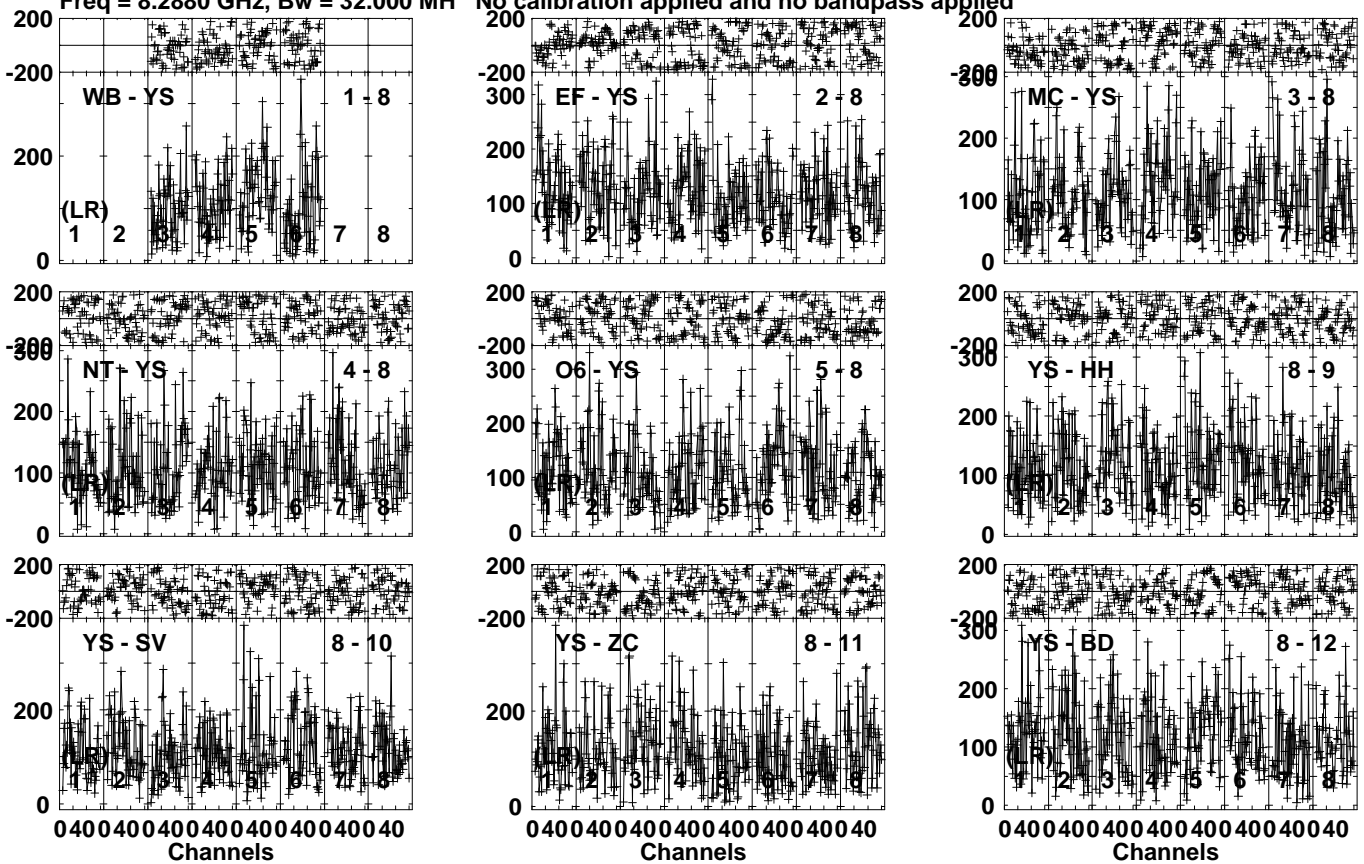 Freq = 8.2880 GHz, Bw = 32.000 MH No calibration applied and no bandpass applied
200
-200
WB - YS 1 - 8
200
(LR)
1 2 3 4 5 6 7 8
0
200
-200
300
EF - YS 2 - 8
200
100
(LR)
1 2 3 4 5 6 7 8
0
200
-200
300
MC - YS 3 - 8
200
100
(LR)
1 2 3 4 5 6 7 8
0
200
-200
300
NT - YS 4 - 8
200
100
(LR)
1 2 3 4 5 6 7 8
0
200
-200
300
O6 - YS 5 - 8
200
100
(LR)
1 2 3 4 5 6 7 8
0
200
-200
300
YS - HH 8 - 9
200
100
(LR)
1 2 3 4 5 6 7 8
0
200
-200
YS - SV 8 - 10
200
(LR)
1 2 3 4 5 6 7 8
0
0 40 0 40 0 40 0 40 0 40 0 40 0 40 0 40
Channels
200
-200
YS - ZC 8 - 11
200
(LR)
1 2 3 4 5 6 7 8
0
0 40 0 40 0 40 0 40 0 40 0 40 0 40 0 40
Channels
200
-200
300
YS - BD 8 - 12
200
100
(LR)
1 2 3 4 5 6 7 8
0
0 40 0 40 0 40 0 40 0 40 0 40 0 40 0 40
Channels